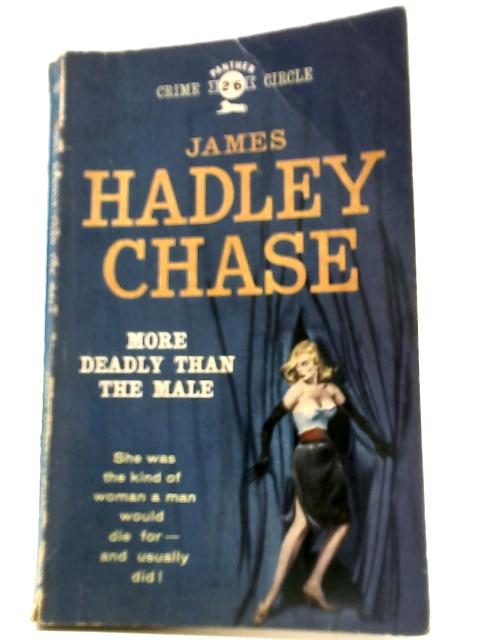 PANTHER
CRIME 2/6 CIRCLE
JAMES
HADLEY
CHASE
MORE
DEADLY THAN
THE MALE
She was
the kind of
woman a man
would
die for—
and usually
did!